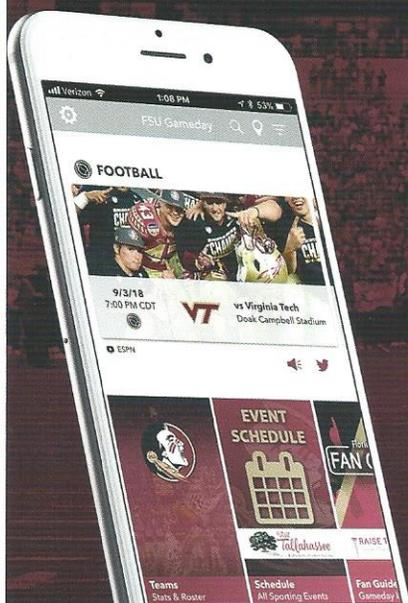 Verizon
1:08 PM
53%
FSU Gameday
FOOTBALL
9/3/18
7:00 PM CDT
VT
vs Virginia Tech
Doak Campbell Stadium
ESPN
EVENT
SCHEDULE
FAN
Visit
Tallahassee
RAISE
Teams
Stats & Roster
Schedule
All Sporting Events
Fan Guide
Gameday